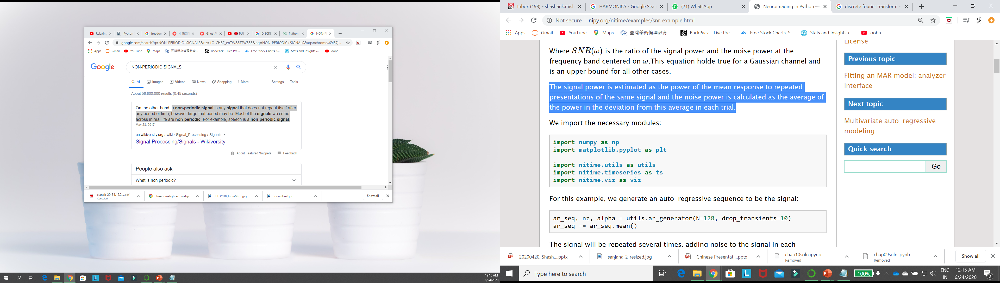 Relaxin
Python
freedon
小鴨影
Ghost V
PUB
DISCRE
Python
NON-P
google.com/search?q=NON-PERIODIC+SIGNALS&rlz=1C1CHBF_enTW883TW883&oq=NON-PERIODIC+SIGNALS&aqs=chrome..69i57j...
Apps Gmail YouTube Maps 臺灣學術倫理教育... BackPack – Live Pre... Free Stock Charts, S... Stats and Insights ‹... ooba
Google
NON-PERIODIC SIGNALS
All Images Videos News Shopping More Settings Tools
About 56,800,000 results (0.45 seconds)
On the other hand, a non-periodic signal is any signal that does not repeat itself after
any period of time, however large that period may be. Most of the signals we come
across in real life are non-periodic. For example, speech is a non-periodic signal.
May 28, 2017
en.wikiversity.org › wiki › Signal_Processing › Signals
Signal Processing/Signals - Wikiversity
About Featured Snippets Feedback
People also ask
What is non periodic?
clanek_29_31.12.2....pdf
Canceled
freedom-fighter....webp
ETDCH8_IndiaMu....jpg
download.jpg
Show all
12:15 AM
6/24/2020
Inbox (198) - shashank.mish
HARMONICS - Google Sear
(21) WhatsApp
Neuroimaging in Python —
discrete fourier transform -
Not secure | nipy.org/nitime/examples/snr_example.html
Apps Gmail YouTube Maps 臺灣學術倫理教育... BackPack – Live Pre... Free Stock Charts, S... Stats and Insights ‹... ooba
Where SNR(ω) is the ratio of the signal power and the noise power at the
frequency band centered on ω.This equation holde true for a Gaussian channel and
is an upper bound for all other cases.
The signal power is estimated as the power of the mean response to repeated
presentations of the same signal and the noise power is calculated as the average of
the power in the deviation from this average in each trial.
We import the necessary modules:
import numpy as np
import matplotlib.pyplot as plt
import nitime.utils as utils
import nitime.timeseries as ts
import nitime.viz as viz
For this example, we generate an auto-regressive sequence to be the signal:
ar_seq, nz, alpha = utils.ar_generator(N=128, drop_transients=10)
ar_seq -= ar_seq.mean()
The signal will be repeated several times, adding noise to the signal in each
License
Previous topic
Fitting an MAR model: analyzer
interface
Next topic
Multivariate auto-regressive
modeling
Quick search
Go
20200420, Shash....pptx
sanjana-2-resized.jpg
Chinese Presentat....pptx
chap10soln.ipynb
Removed
chap09soln.ipynb
Removed
Show all
Type here to search
100%
ENG
IN
12:15 AM
6/24/2020
2